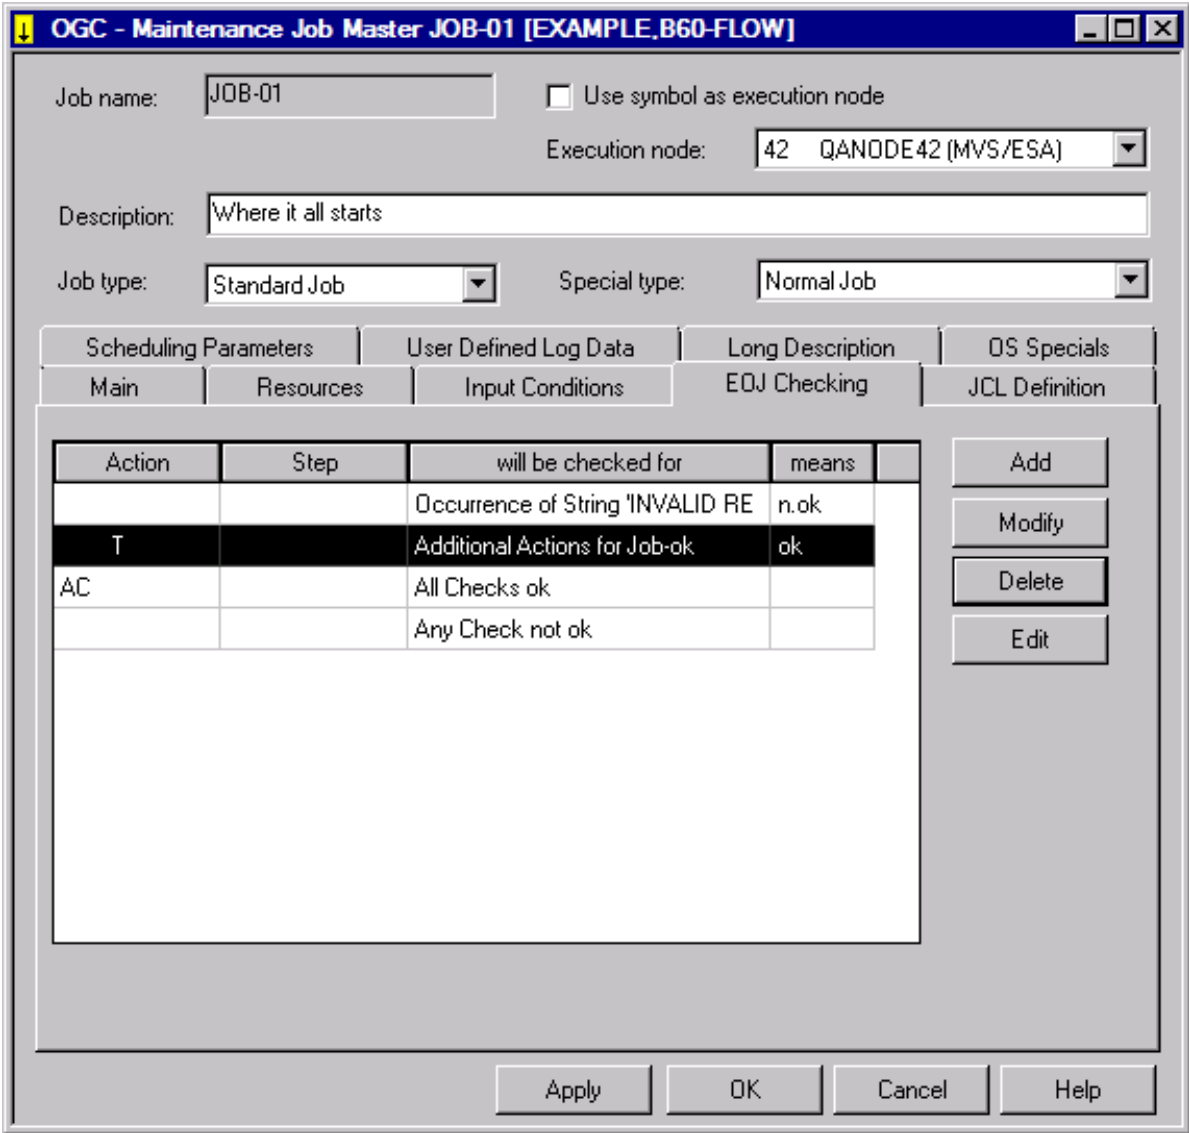 OGC - Maintenance Job Master JOB-01 [EXAMPLE,B60-FLOW]
Job name: JOB-01 Use symbol as execution node
Execution node: 42 QANODE42 (MVS/ESA)
Description: Where it all starts
Job type: Standard Job Special type: Normal Job
Scheduling Parameters User Defined Log Data Long Description OS Specials
Main Resources Input Conditions EOJ Checking JCL Definition
Action Step will be checked for means Add
Occurrence of String 'INVALID RE n.ok Modify
T Additional Actions for Job-ok ok
AC All Checks ok Delete
Any Check not ok Edit
Apply OK Cancel Help